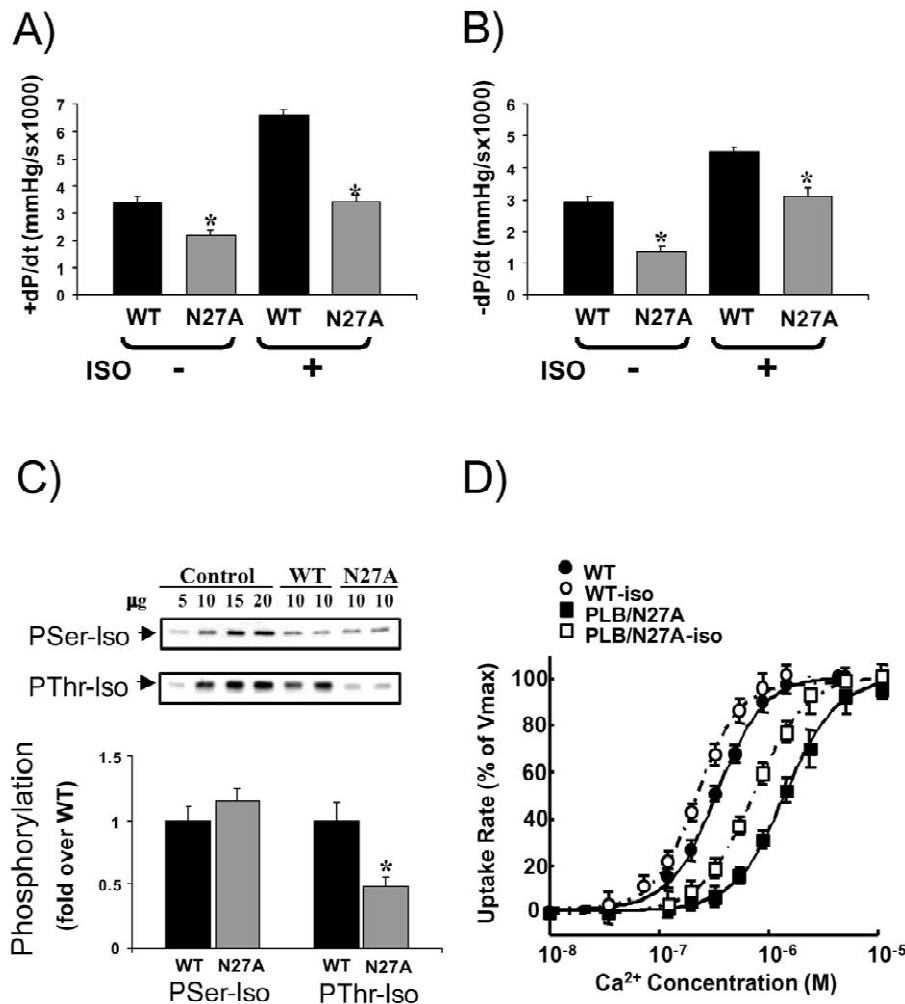 A)
+dP/dt (mmHg/sx1000)
7
6
5
4
3
2
1
0
*
*
WT N27A WT N27A
ISO - +
B)
-dP/dt (mmHg/sx1000)
6
5
4
3
2
1
0
*
*
WT N27A WT N27A
ISO - +
C)
Control WT N27A
µg 5 10 15 20 10 10 10 10
PSer-Iso
PThr-Iso
Phosphorylation
(fold over WT)
1.5
1
0.5
0
*
WT N27A WT N27A
PSer-Iso PThr-Iso
D)
WT
WT-iso
PLB/N27A
PLB/N27A-iso
Uptake Rate (% of Vmax)
100
80
60
40
20
0
10-8 10-7 10-6 10-5
Ca2+ Concentration (M)